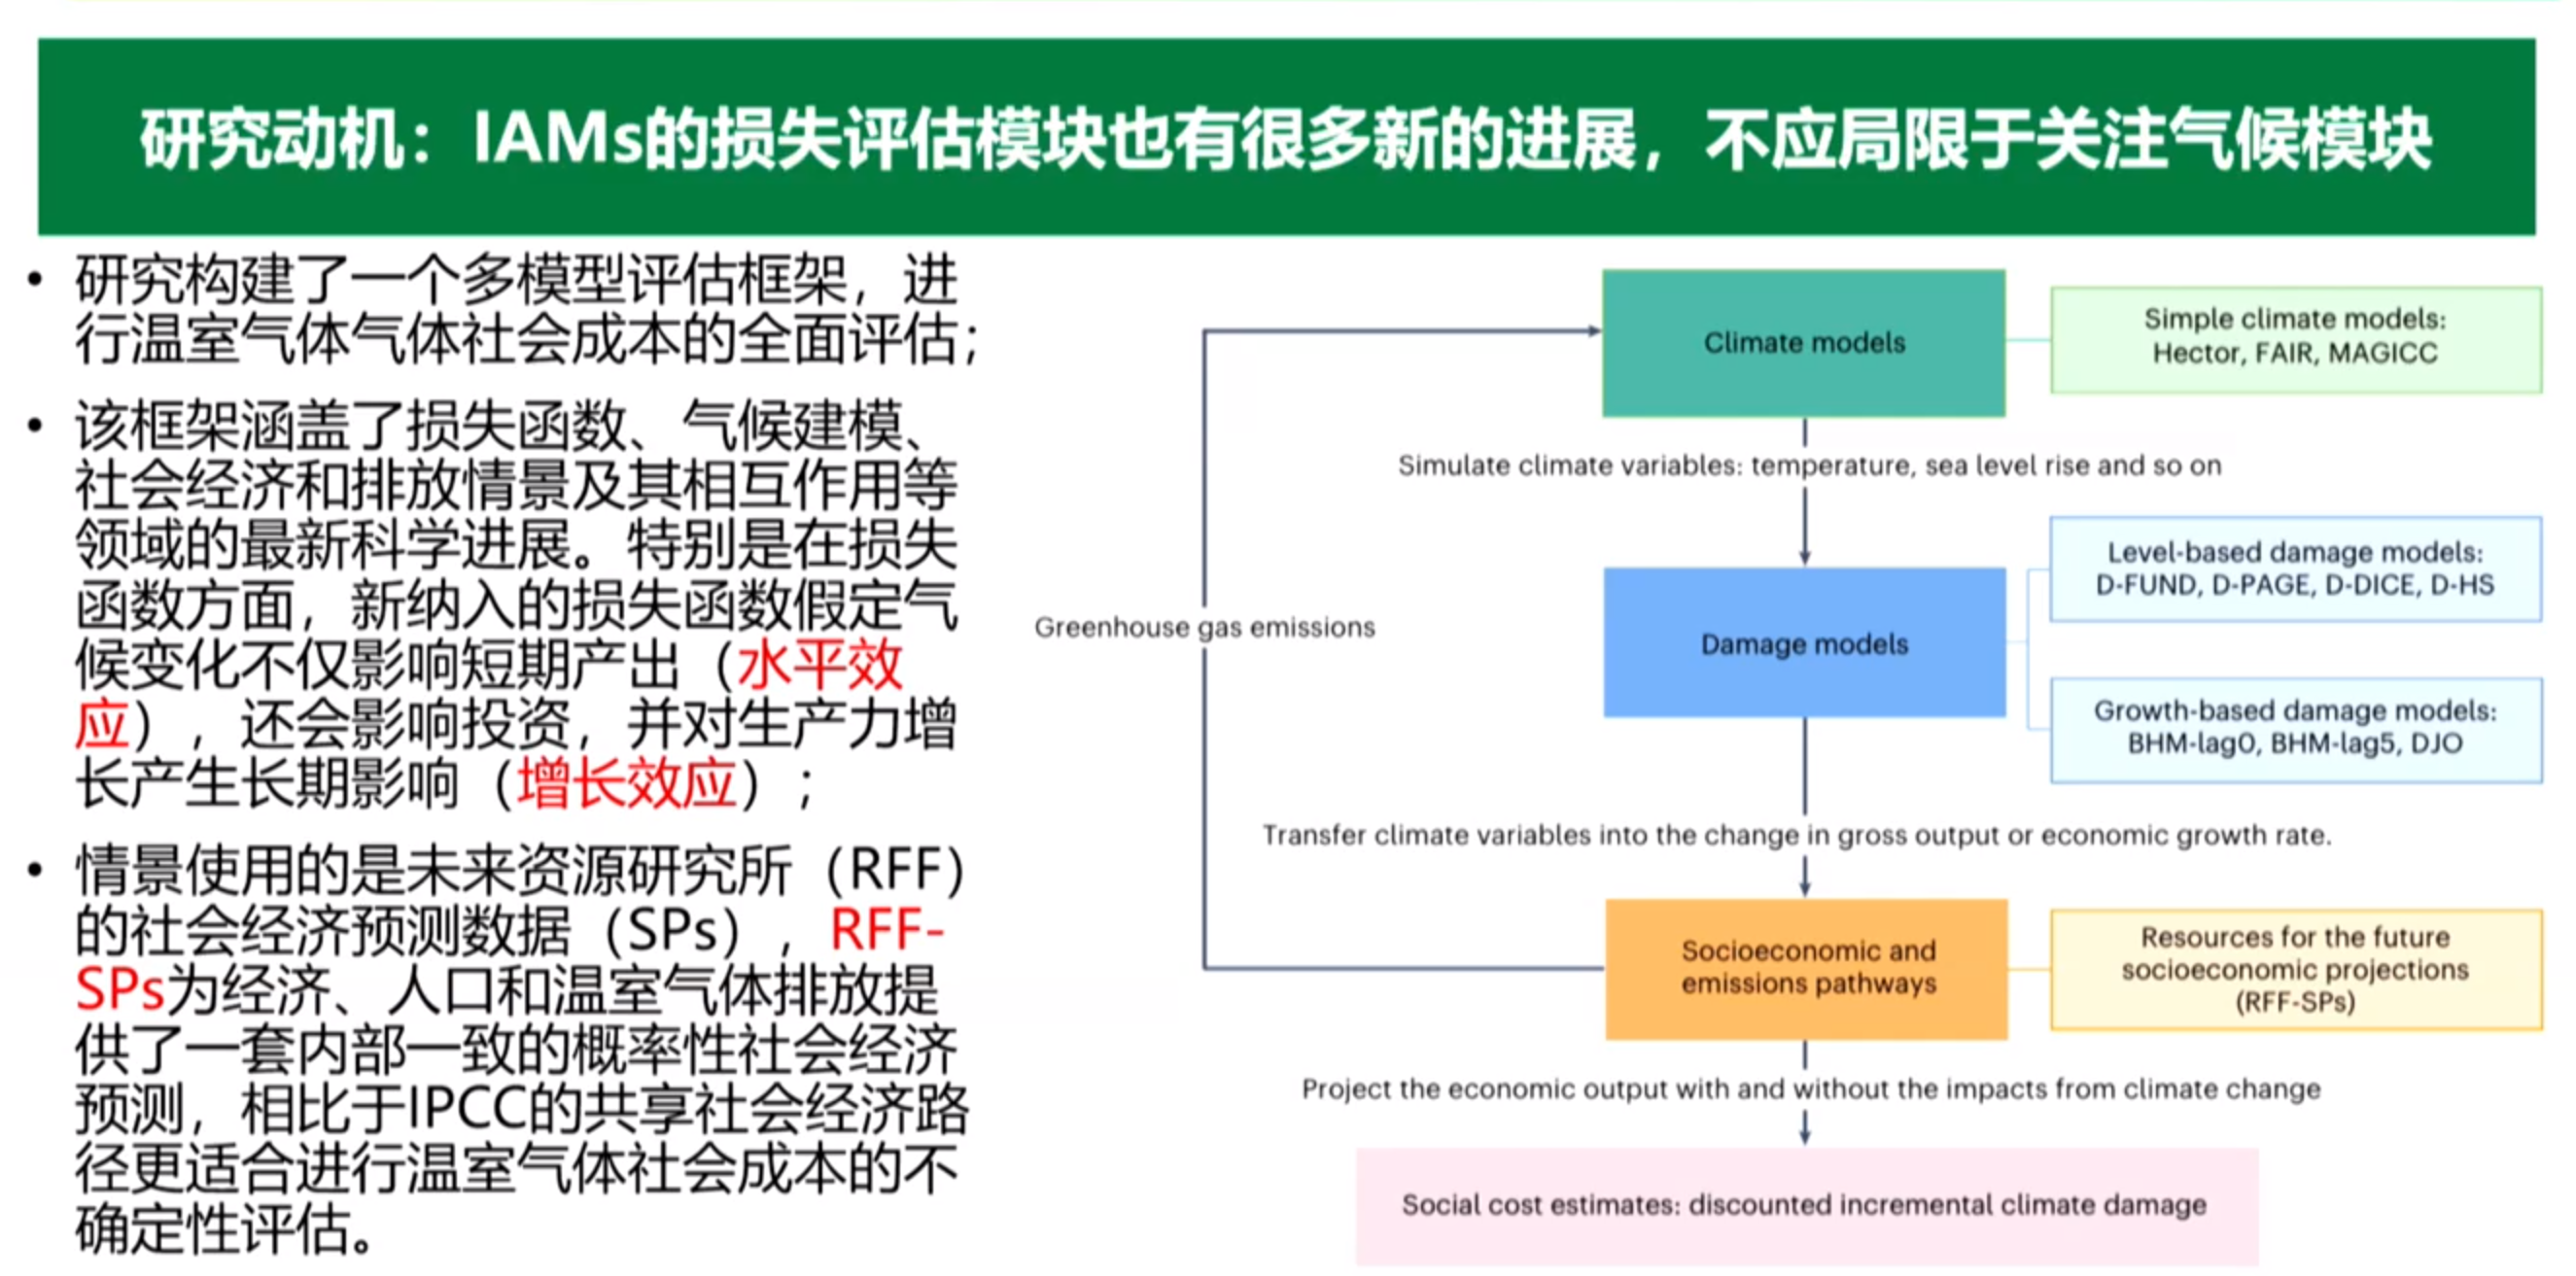 研究动机：IAMs的损失评估模块也有很多新的进展，不应局限于关注气候模块
• 研究构建了一个多模型评估框架，进
行温室气体气体社会成本的全面评估；
• 该框架涵盖了损失函数、气候建模、
社会经济和排放情景及其相互作用等
领域的最新科学进展。特别是在损失
函数方面，新纳入的损失函数假定气
候变化不仅影响短期产出（水平效
应），还会影响投资，并对生产力增
长产生长期影响（增长效应）；
• 情景使用的是未来资源研究所（RFF）
的社会经济预测数据（SPs），RFF-
SPs为经济、人口和温室气体排放提
供了一套内部一致的概率性社会经济
预测，相比于IPCC的共享社会经济路
径更适合进行温室气体社会成本的不
确定性评估。
Climate models
Simple climate models:
Hector, FAIR, MAGICC
Simulate climate variables: temperature, sea level rise and so on
Greenhouse gas emissions
Damage models
Level-based damage models:
D-FUND, D-PAGE, D-DICE, D-HS
Growth-based damage models:
BHM-lag0, BHM-lag5, DJO
Transfer climate variables into the change in gross output or economic growth rate.
Socioeconomic and
emissions pathways
Resources for the future
socioeconomic projections
(RFF-SPs)
Project the economic output with and without the impacts from climate change
Social cost estimates: discounted incremental climate damage